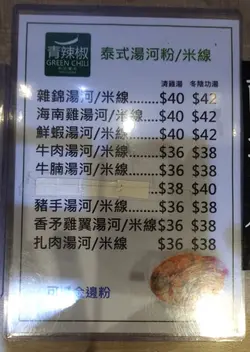 青辣椒
GREEN CHILI
泰式湯河粉/米線
清雞湯 冬陰功湯
雜錦湯河/米線.........$40 $42
海南雞湯河/米線.....$40 $42
鮮蝦湯河/米線.........$40 $42
牛肉湯河/米線.........$36 $38
牛腩湯河/米線.........$36 $38
$38 $40
豬手湯河/米線.........$36 $38
香矛雞翼湯河/米線$36 $38
扎肉湯河/米線.........$36 $38
金邊粉